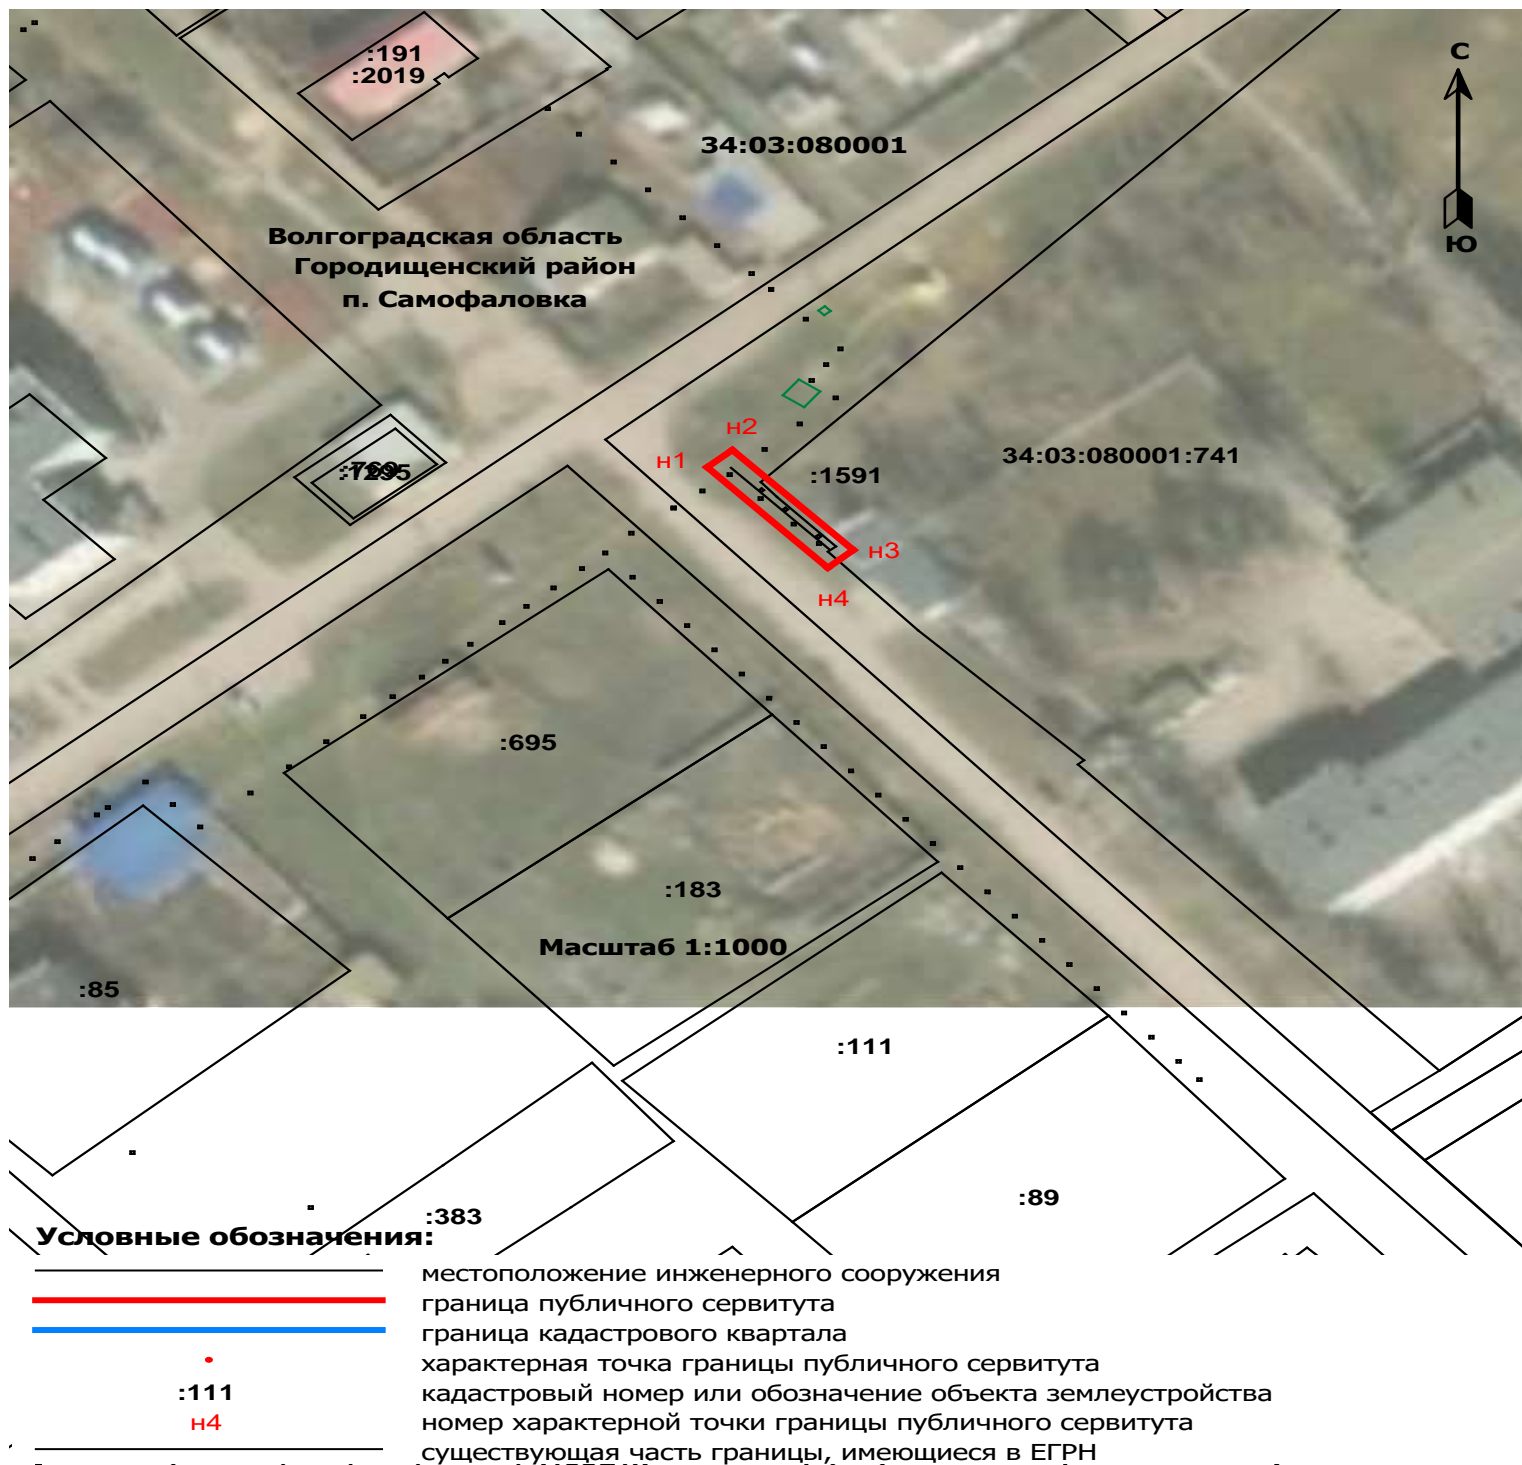 :191
:2019
С
34:03:080001
Волгоградская область
Городищенский район
п. Самофаловка
Ю
н2
н1
:1591
34:03:080001:741
н3
н4
:695
:183
Масштаб 1:1000
:85
:111
:89
:383
Условные обозначения:
местоположение инженерного сооружения
граница публичного сервитута
граница кадастрового квартала
характерная точка границы публичного сервитута
:111 кадастровый номер или обозначение объекта землеустройства
н4 номер характерной точки границы публичного сервитута
существующая часть границы, имеющиеся в ЕГРН